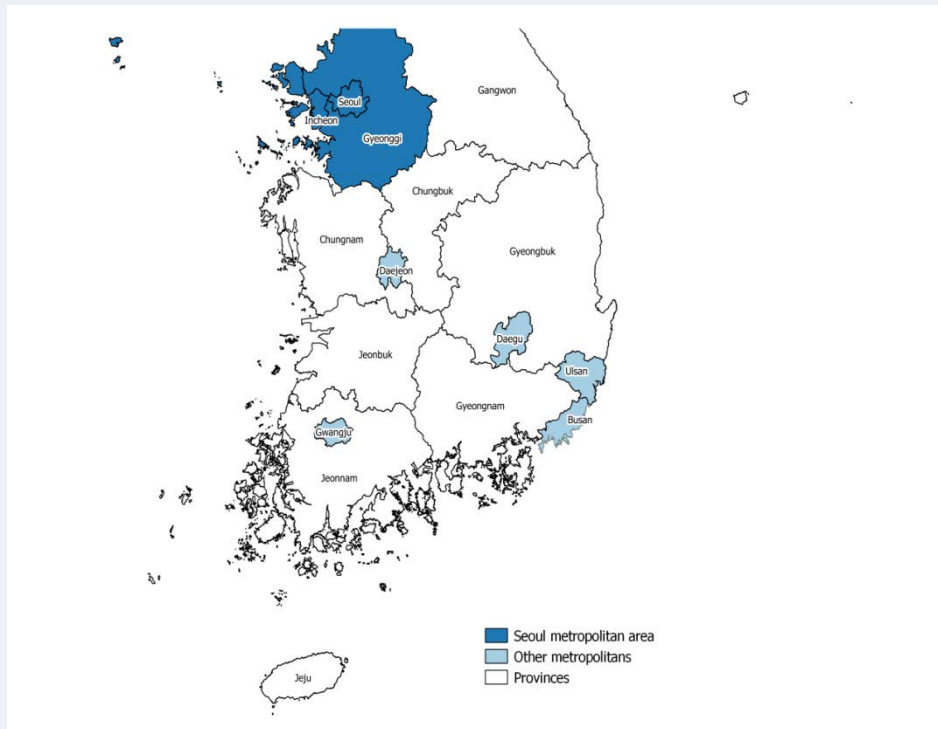 Gangwon
Seoul
Incheon
Gyeonggi
Chungbuk
Chungnam
Gyeongbuk
Daejeon
Daegu
Jeonbuk
Ulsan
Gyeongnam
Busan
Gwangju
Jeonnam
Seoul metropolitan area
Other metropolitans
Provinces
Jeju